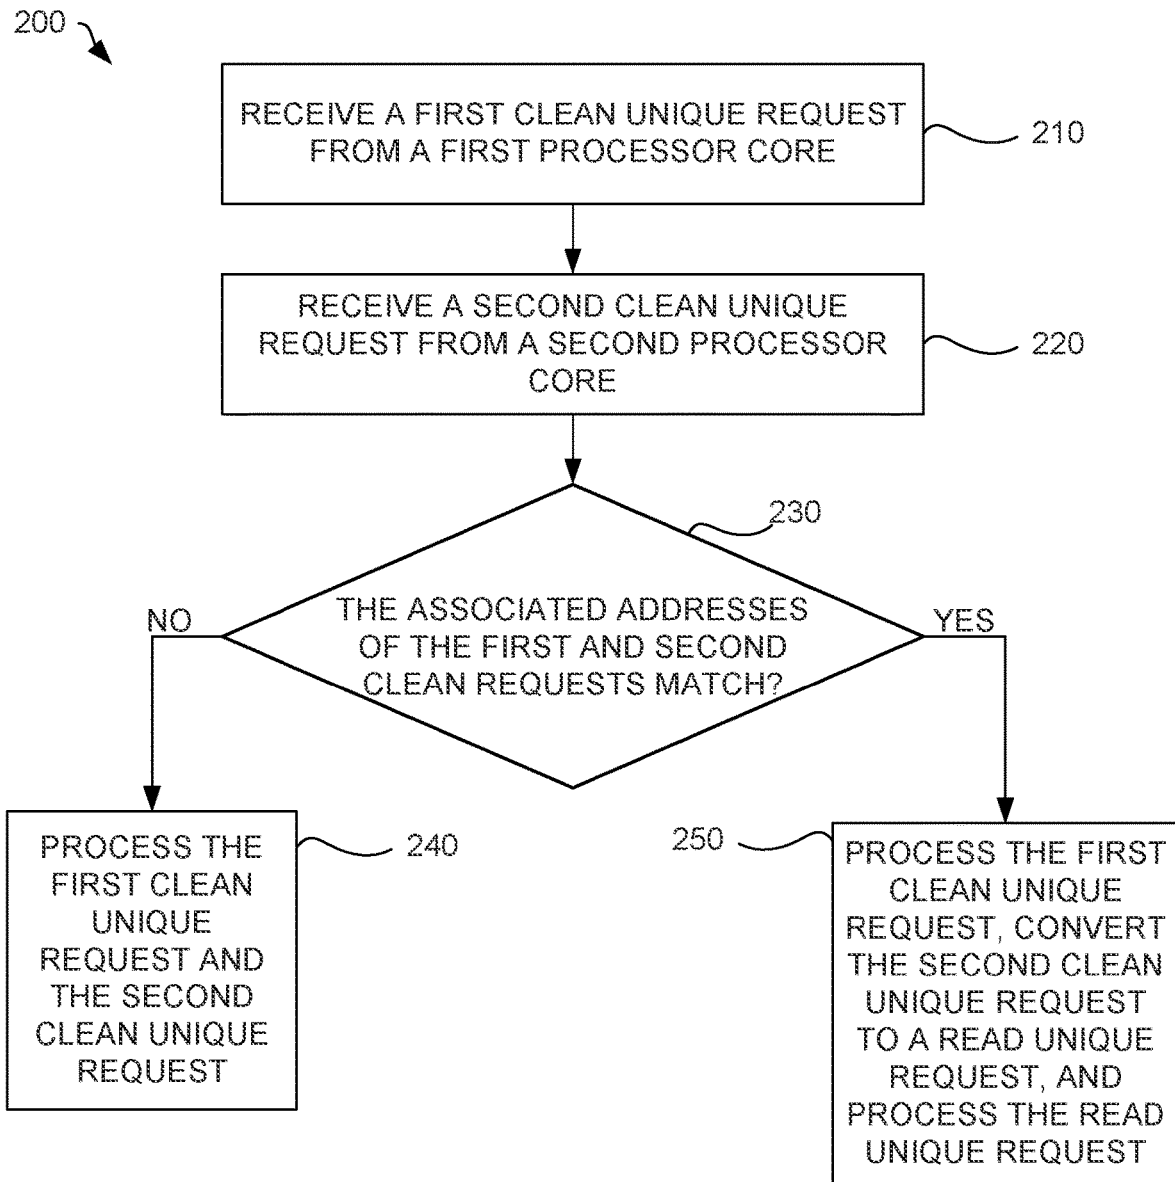 200
RECEIVE A FIRST CLEAN UNIQUE REQUEST
FROM A FIRST PROCESSOR CORE
210
RECEIVE A SECOND CLEAN UNIQUE
REQUEST FROM A SECOND PROCESSOR
CORE
220
230
THE ASSOCIATED ADDRESSES
OF THE FIRST AND SECOND
CLEAN REQUESTS MATCH?
NO
YES
PROCESS THE
FIRST CLEAN
UNIQUE
REQUEST AND
THE SECOND
CLEAN UNIQUE
REQUEST
240
250
PROCESS THE FIRST
CLEAN UNIQUE
REQUEST, CONVERT
THE SECOND CLEAN
UNIQUE REQUEST
TO A READ UNIQUE
REQUEST, AND
PROCESS THE READ
UNIQUE REQUEST